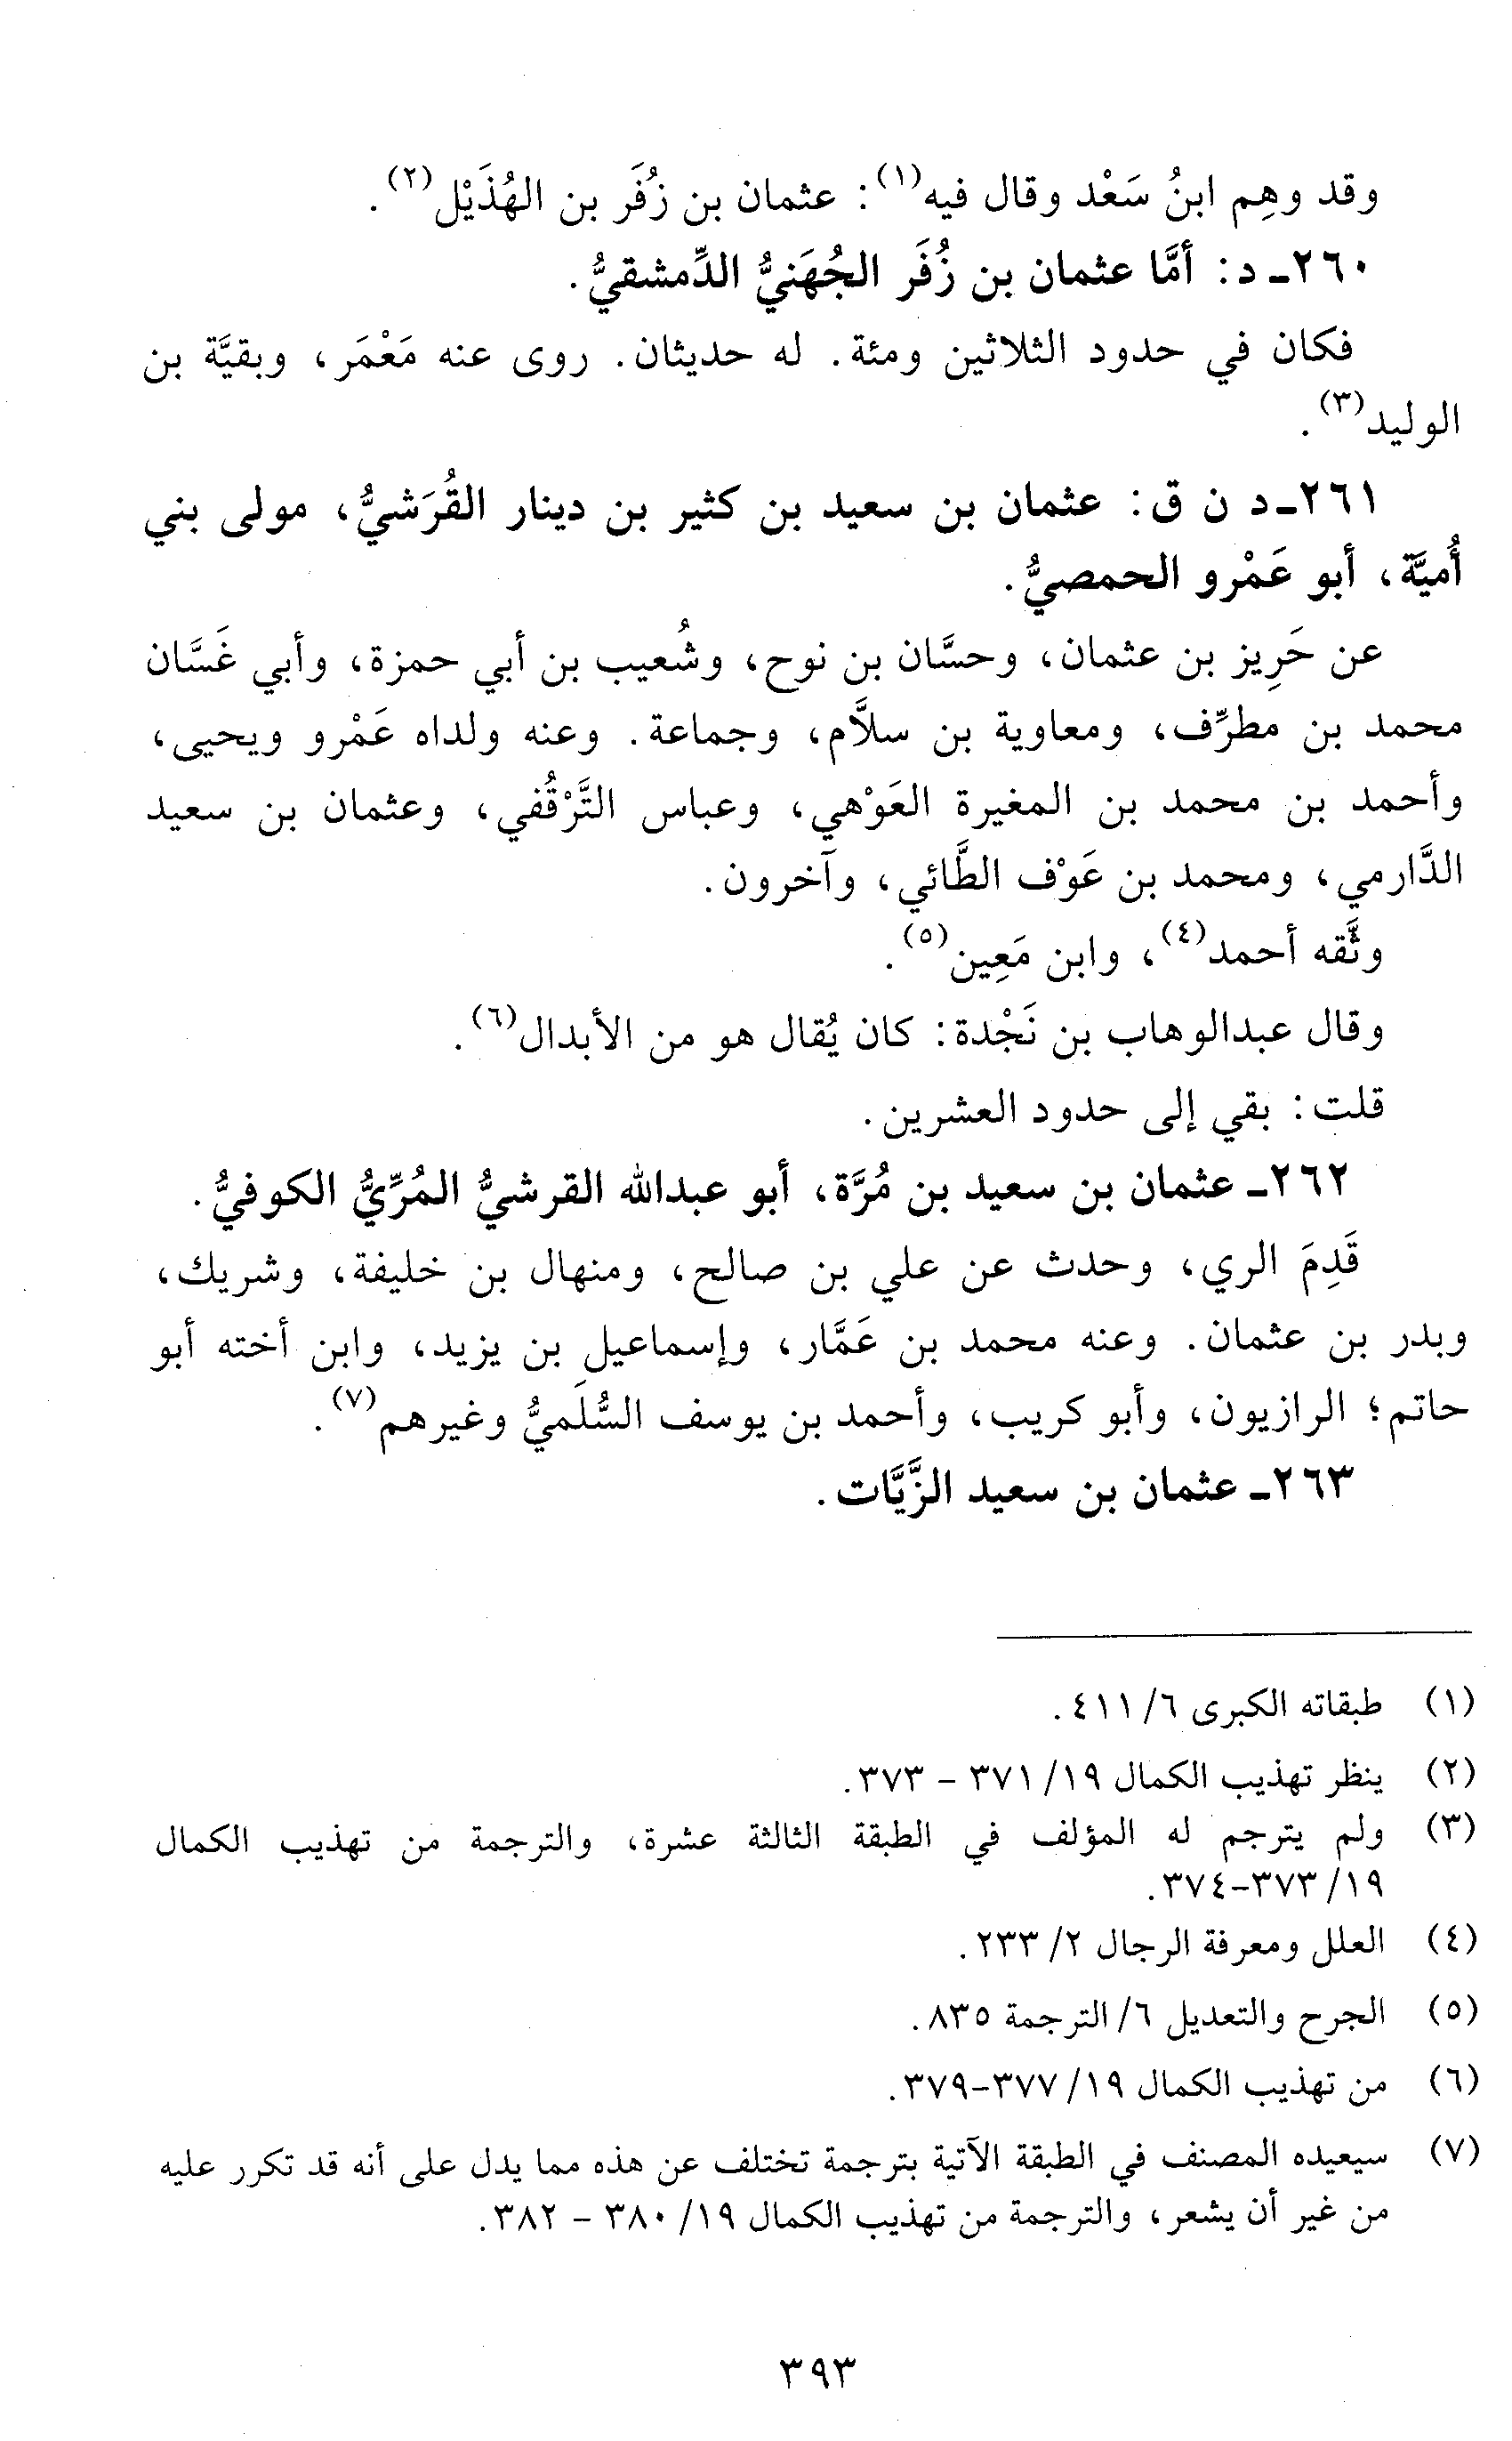 وقد وهِم ابنُ سَعْد وقال فيه(١): عثمان بن زُفَر بن الهُذَيْل(٢).
٢٦٠ـ د: أمَّا عثمان بن زُفَر الجُهَنيُّ الدِّمشقيُّ.
فكان في حدود الثلاثين ومئة. له حديثان. روى عنه مَعْمَر، وبقيَّة بن
الوليد(٣).
٢٦١ـ د ن ق: عثمان بن سعيد بن كثير بن دينار القُرَشيُّ، مولى بني
أُميَّة، أبو عَمْرو الحمصيُّ.
عن حَرِيز بن عثمان، وحسَّان بن نوح، وشُعيب بن أبي حمزة، وأبي غَسَّان
محمد بن مطرِّف، ومعاوية بن سلاَّم، وجماعة. وعنه ولداه عَمْرو ويحيى،
وأحمد بن محمد بن المغيرة العَوْهي، وعباس التَّرْقُفي، وعثمان بن سعيد
الدَّارمي، ومحمد بن عَوْف الطَّائي، وآخرون.
وثَّقه أحمد(٤)، وابن مَعِين(٥).
وقال عبدالوهاب بن نَجْدة: كان يُقال هو من الأبدال(٦).
قلت: بقي إلى حدود العشرين.
٢٦٢ـ عثمان بن سعيد بن مُرَّة، أبو عبدالله القرشيُّ المُرِّيُّ الكوفيُّ.
قَدِمَ الري، وحدث عن علي بن صالح، ومنهال بن خليفة، وشريك،
وبدر بن عثمان. وعنه محمد بن عَمَّار، وإسماعيل بن يزيد، وابن أخته أبو
حاتم؛ الرازيون، وأبو كريب، وأحمد بن يوسف السُّلَميُّ وغيرهم(٧).
٢٦٣ـ عثمان بن سعيد الزَّيَّات.
(١) طبقاته الكبرى ٦/ ٤١١.
(٢) ينظر تهذيب الكمال ١٩/ ٣٧١ - ٣٧٣.
(٣) ولم يترجم له المؤلف في الطبقة الثالثة عشرة، والترجمة من تهذيب الكمال
١٩/ ٣٧٣-٣٧٤.
(٤) العلل ومعرفة الرجال ٢/ ٢٣٣.
(٥) الجرح والتعديل ٦/ الترجمة ٨٣٥.
(٦) من تهذيب الكمال ١٩/ ٣٧٧-٣٧٩.
(٧) سيعيده المصنف في الطبقة الآتية بترجمة تختلف عن هذه مما يدل على أنه قد تكرر عليه
من غير أن يشعر، والترجمة من تهذيب الكمال ١٩/ ٣٨٠ - ٣٨٢.
٣٩٣